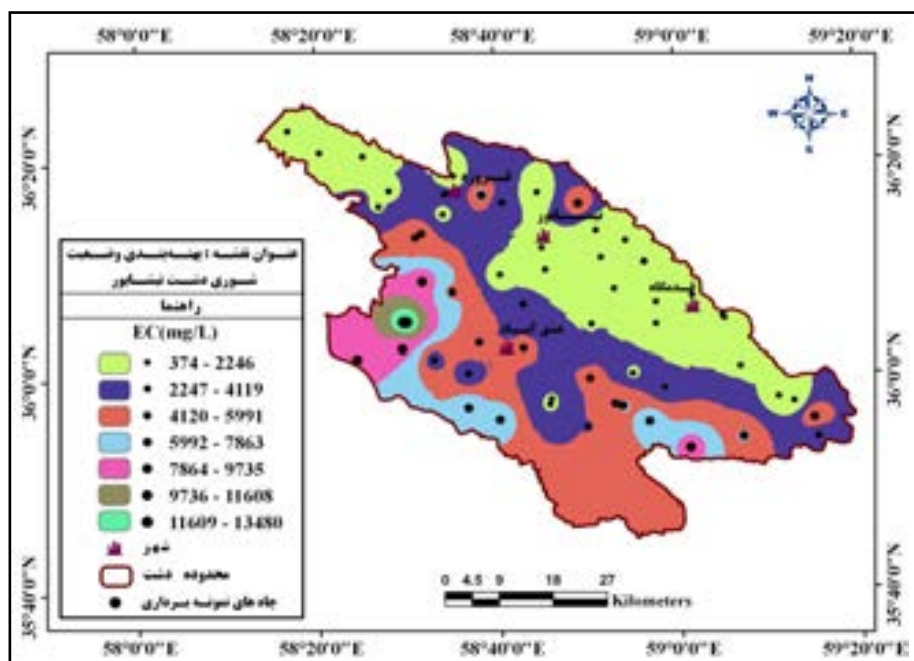 58°0'0"E 58°20'0"E 58°40'0"E 59°0'0"E 59°20'0"E
N
W E
S
36°20'0"N 36°20'0"N
عنوان نقشه : پهنه‌بندی وضعیت
شوری دشت نیشابور
راهنما
EC(mg/L)
374 - 2246
2247 - 4119
4120 - 5991
5992 - 7863
7864 - 9735
9736 - 11608
11609 - 13480
شهر
محدوده دشت
چاه های نمونه برداری
نیشابور
عشق آباد
36°0'0"N 36°0'0"N
0 4.5 9 18 27
Kilometers
35°40'0"N 35°40'0"N
58°0'0"E 58°20'0"E 58°40'0"E 59°0'0"E 59°20'0"E